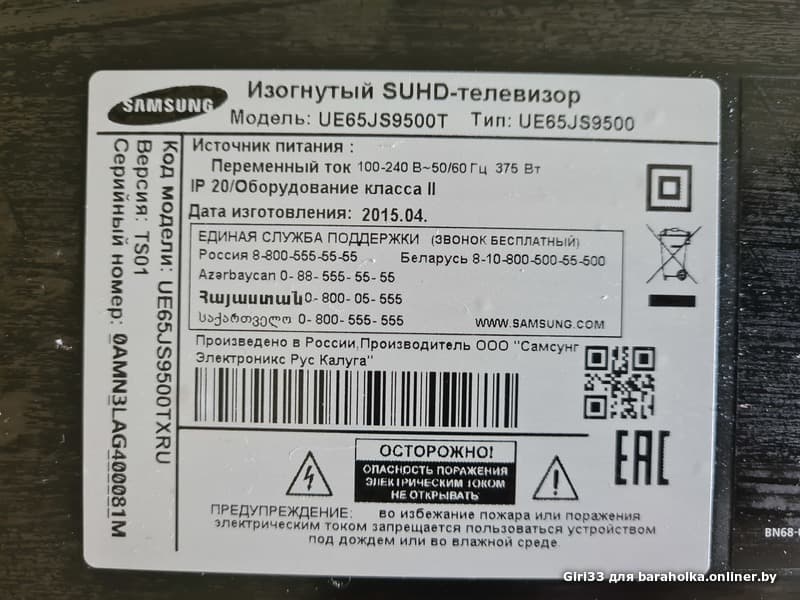 SAMSUNG
Изогнутый SUHD-телевизор
Модель: UE65JS9500T Тип: UE65JS9500
Код модели: UE65JS9500TXRU
Версия: TS01
Серийный номер: 0AMN3LAG400081M
Источник питания :
Переменный ток 100-240 В~50/60 Гц 375 Вт
IP 20/Оборудование класса II
Дата изготовления: 2015.04.
ЕДИНАЯ СЛУЖБА ПОДДЕРЖКИ (ЗВОНОК БЕСПЛАТНЫЙ)
Россия 8-800-555-55-55 Беларусь 8-10-800-500-55-500
Azərbaycan 0- 88- 555- 55- 55
Հայաստան 0- 800- 05- 555
საქართველო 0- 800- 555- 555 WWW.SAMSUNG.COM
Произведено в России,Производитель ООО "Самсунг
Электроникс Рус Калуга"
EAC
ОСТОРОЖНО!
ОПАСНОСТЬ ПОРАЖЕНИЯ
ЭЛЕКТРИЧЕСКИМ ТОКОМ
НЕ ОТКРЫВАТЬ
ПРЕДУПРЕЖДЕНИЕ: во избежание пожара или поражения
электрическим током запрещается пользоваться устройством
под дождем или во влажной среде
Girl33 для baraholka.onliner.by